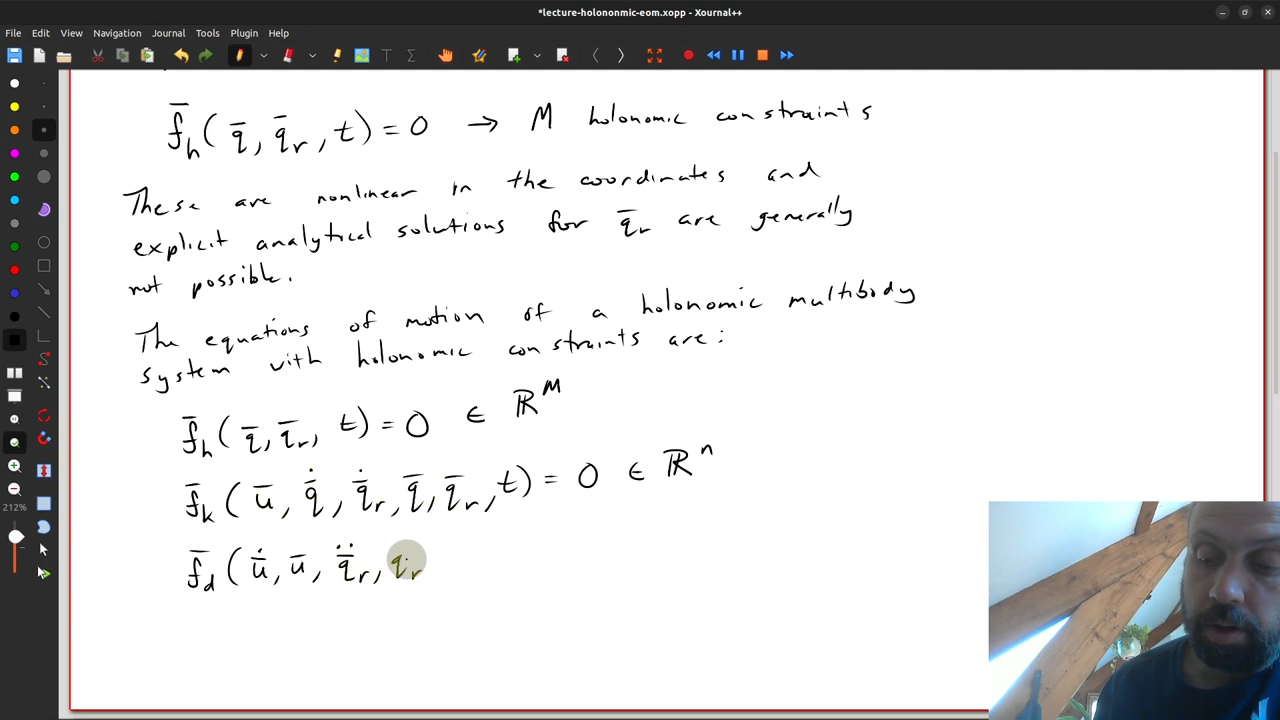 *lecture-holononmic-eom.xopp - Xournal++
File Edit View Navigation Journal Tools Plugin Help
f̄h( q̄, q̄r, t) = 0 → M holonomic constraints
These are nonlinear in the coordinates and
explicit analytical solutions for q̄r are generally
not possible.
The equations of motion of a holonomic multibody
system with holonomic constraints are:
f̄h( q̄, q̄r, t) = 0 ∈ ℝ^M
f̄k( ū, q̄̇, q̄̇r, q̄, q̄r, t) = 0 ∈ ℝ^n
f̄d( ū̇, ū, q̄̈r, q̇r
212%